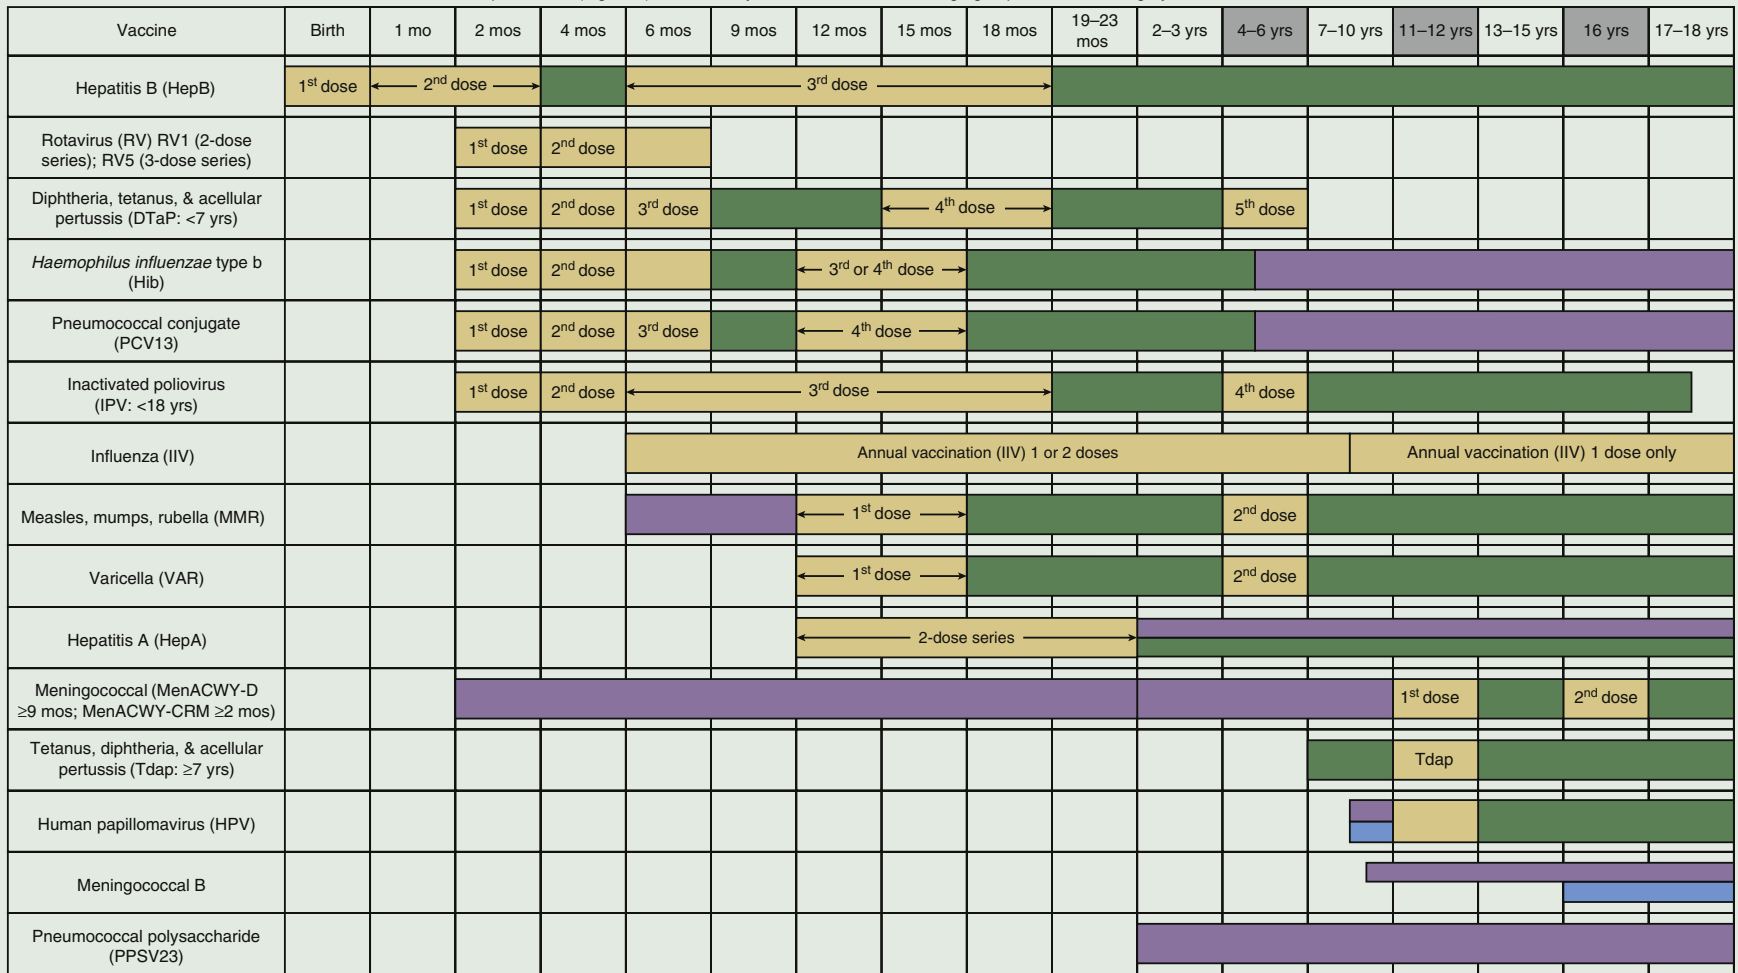 Vaccine Birth 1 mo 2 mos 4 mos 6 mos 9 mos 12 mos 15 mos 18 mos 19–23 mos 2–3 yrs 4–6 yrs 7–10 yrs 11–12 yrs 13–15 yrs 16 yrs 17–18 yrs
Hepatitis B (HepB) 1st dose 2nd dose 3rd dose
Rotavirus (RV) RV1 (2-dose
series); RV5 (3-dose series) 1st dose 2nd dose
Diphtheria, tetanus, & acellular
pertussis (DTaP: <7 yrs) 1st dose 2nd dose 3rd dose 4th dose 5th dose
Haemophilus influenzae type b
(Hib) 1st dose 2nd dose 3rd or 4th dose
Pneumococcal conjugate
(PCV13) 1st dose 2nd dose 3rd dose 4th dose
Inactivated poliovirus
(IPV: <18 yrs) 1st dose 2nd dose 3rd dose 4th dose
Influenza (IIV) Annual vaccination (IIV) 1 or 2 doses Annual vaccination (IIV) 1 dose only
Measles, mumps, rubella (MMR) 1st dose 2nd dose
Varicella (VAR) 1st dose 2nd dose
Hepatitis A (HepA) 2-dose series
Meningococcal (MenACWY-D
≥9 mos; MenACWY-CRM ≥2 mos) 1st dose 2nd dose
Tetanus, diphtheria, & acellular
pertussis (Tdap: ≥7 yrs) Tdap
Human papillomavirus (HPV)
Meningococcal B
Pneumococcal polysaccharide
(PPSV23)